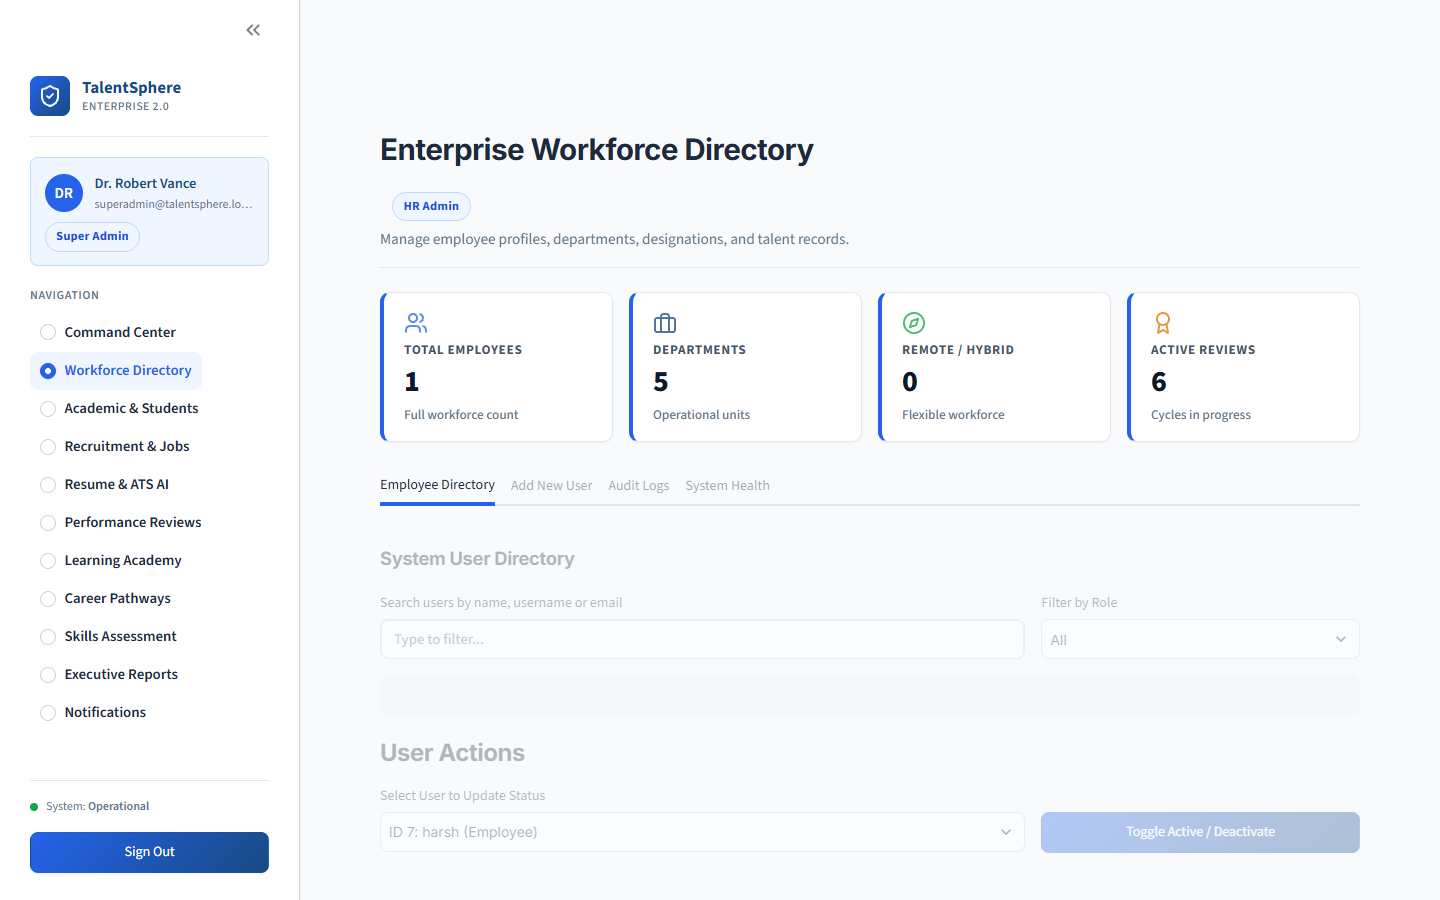 TalentSphere
ENTERPRISE 2.0
DR
Dr. Robert Vance
superadmin@talentsphere.lo...
Super Admin
NAVIGATION
Command Center
Workforce Directory
Academic & Students
Recruitment & Jobs
Resume & ATS AI
Performance Reviews
Learning Academy
Career Pathways
Skills Assessment
Executive Reports
Notifications
System: Operational
Sign Out
Enterprise Workforce Directory
HR Admin
Manage employee profiles, departments, designations, and talent records.
TOTAL EMPLOYEES
1
Full workforce count
DEPARTMENTS
5
Operational units
REMOTE / HYBRID
0
Flexible workforce
ACTIVE REVIEWS
6
Cycles in progress
Employee Directory Add New User Audit Logs System Health
System User Directory
Search users by name, username or email
Type to filter...
Filter by Role
All
User Actions
Select User to Update Status
ID 7: harsh (Employee)
Toggle Active / Deactivate